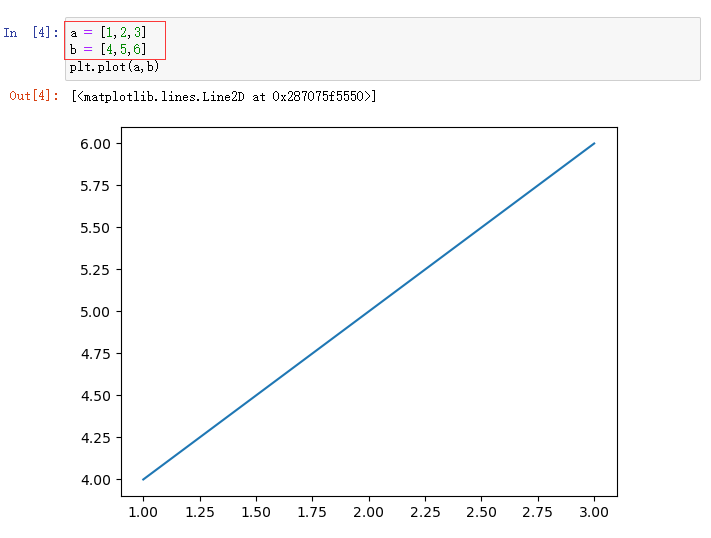 In [4]: a = [1,2,3]
b = [4,5,6]
plt.plot(a,b)
Out[4]: [<matplotlib.lines.Line2D at 0x287075f5550>]
6.00
5.75
5.50
5.25
5.00
4.75
4.50
4.25
4.00
1.00 1.25 1.50 1.75 2.00 2.25 2.50 2.75 3.00